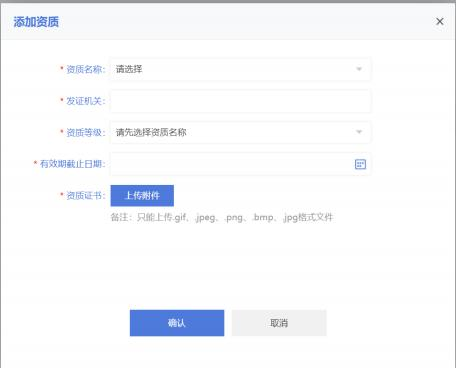 添加资质
* 资质名称: 请选择
* 发证机关:
* 资质等级: 请先选择资质名称
* 有效期截止日期:
* 资质证书: 上传附件
备注：只能上传.gif、.jpeg、.png、.bmp、.jpg格式文件
确认 取消